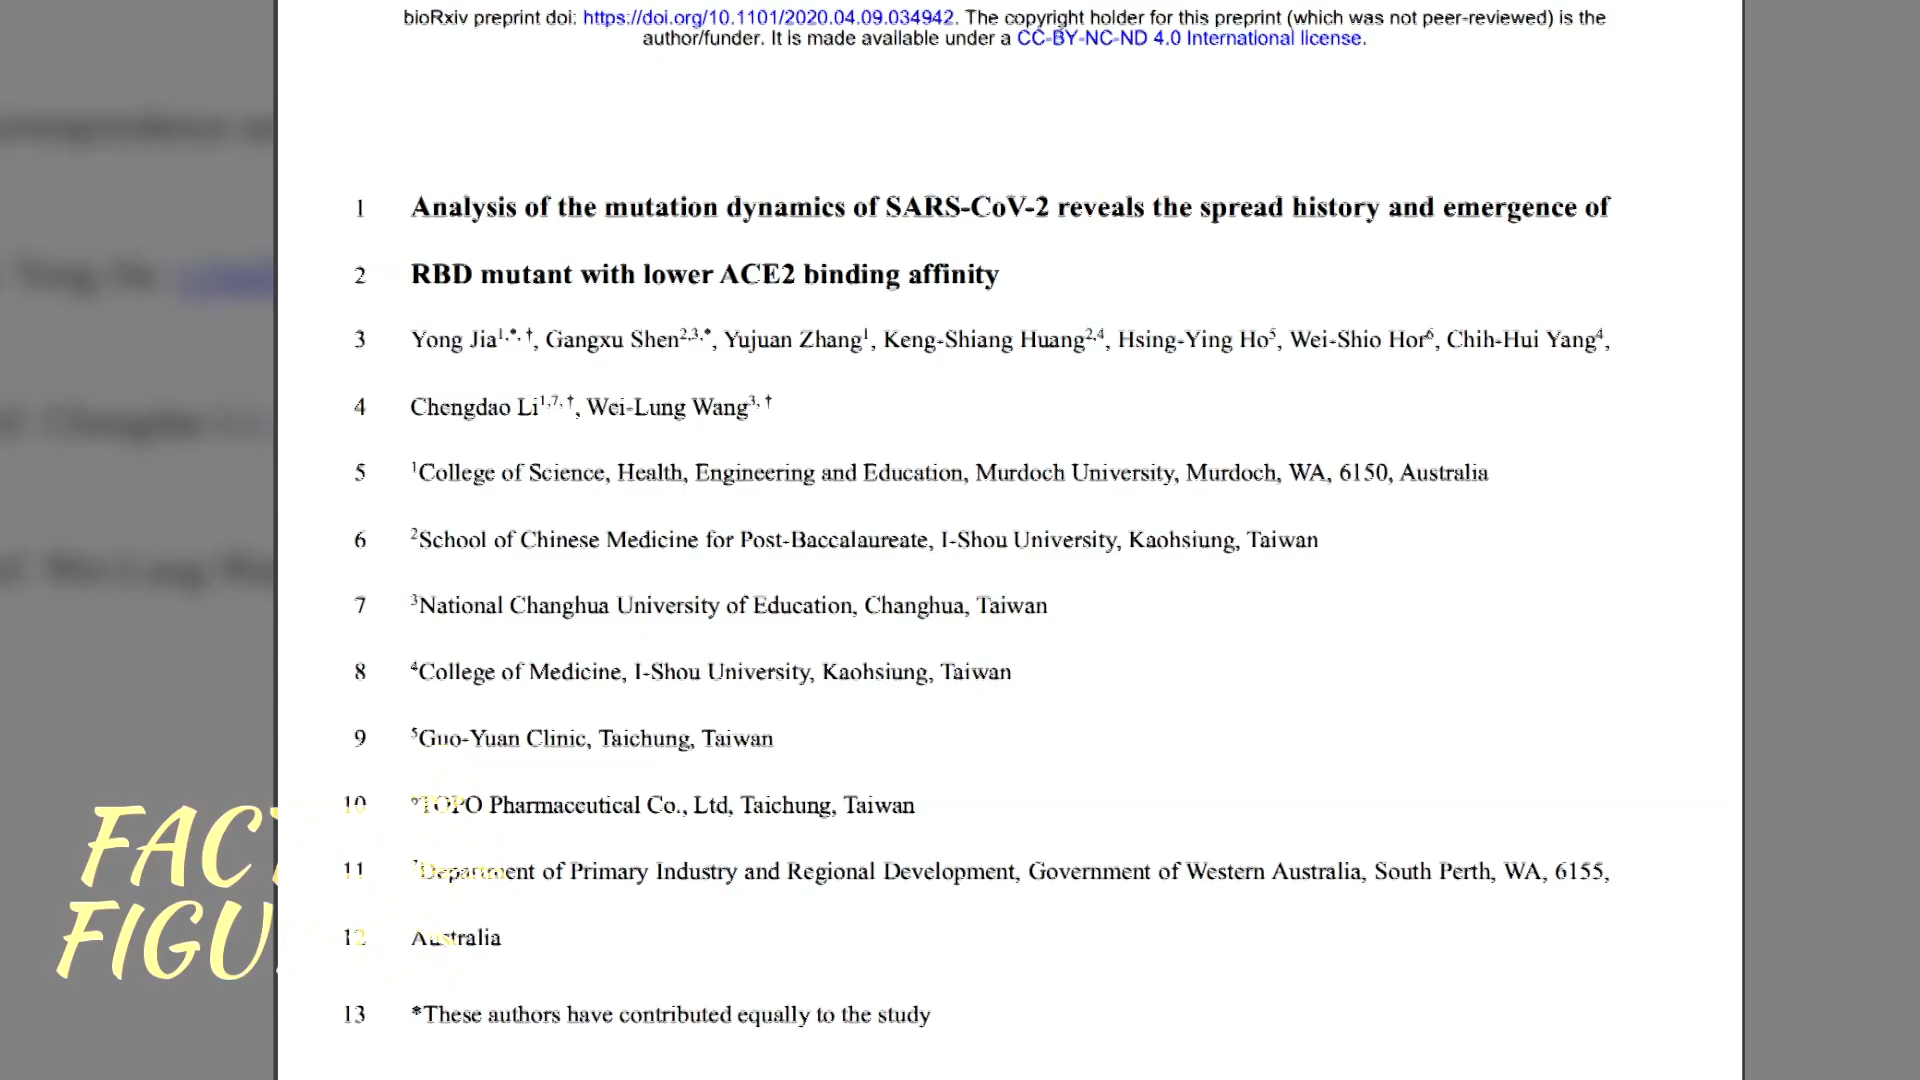 bioRxiv preprint doi: https://doi.org/10.1101/2020.04.09.034942. The copyright holder for this preprint (which was not peer-reviewed) is the
author/funder. It is made available under a CC-BY-NC-ND 4.0 International license.
1 Analysis of the mutation dynamics of SARS-CoV-2 reveals the spread history and emergence of
2 RBD mutant with lower ACE2 binding affinity
3 Yong Jia1,*,†, Gangxu Shen2,3,*, Yujuan Zhang1, Keng-Shiang Huang2,4, Hsing-Ying Ho5, Wei-Shio Hor6, Chih-Hui Yang4,
4 Chengdao Li1,7,†, Wei-Lung Wang3,†
5 1College of Science, Health, Engineering and Education, Murdoch University, Murdoch, WA, 6150, Australia
6 2School of Chinese Medicine for Post-Baccalaureate, I-Shou University, Kaohsiung, Taiwan
7 3National Changhua University of Education, Changhua, Taiwan
8 4College of Medicine, I-Shou University, Kaohsiung, Taiwan
9 5Guo-Yuan Clinic, Taichung, Taiwan
10 6TOPO Pharmaceutical Co., Ltd, Taichung, Taiwan
11 7Department of Primary Industry and Regional Development, Government of Western Australia, South Perth, WA, 6155,
12 Australia
13 *These authors have contributed equally to the study
FACT
FIGU